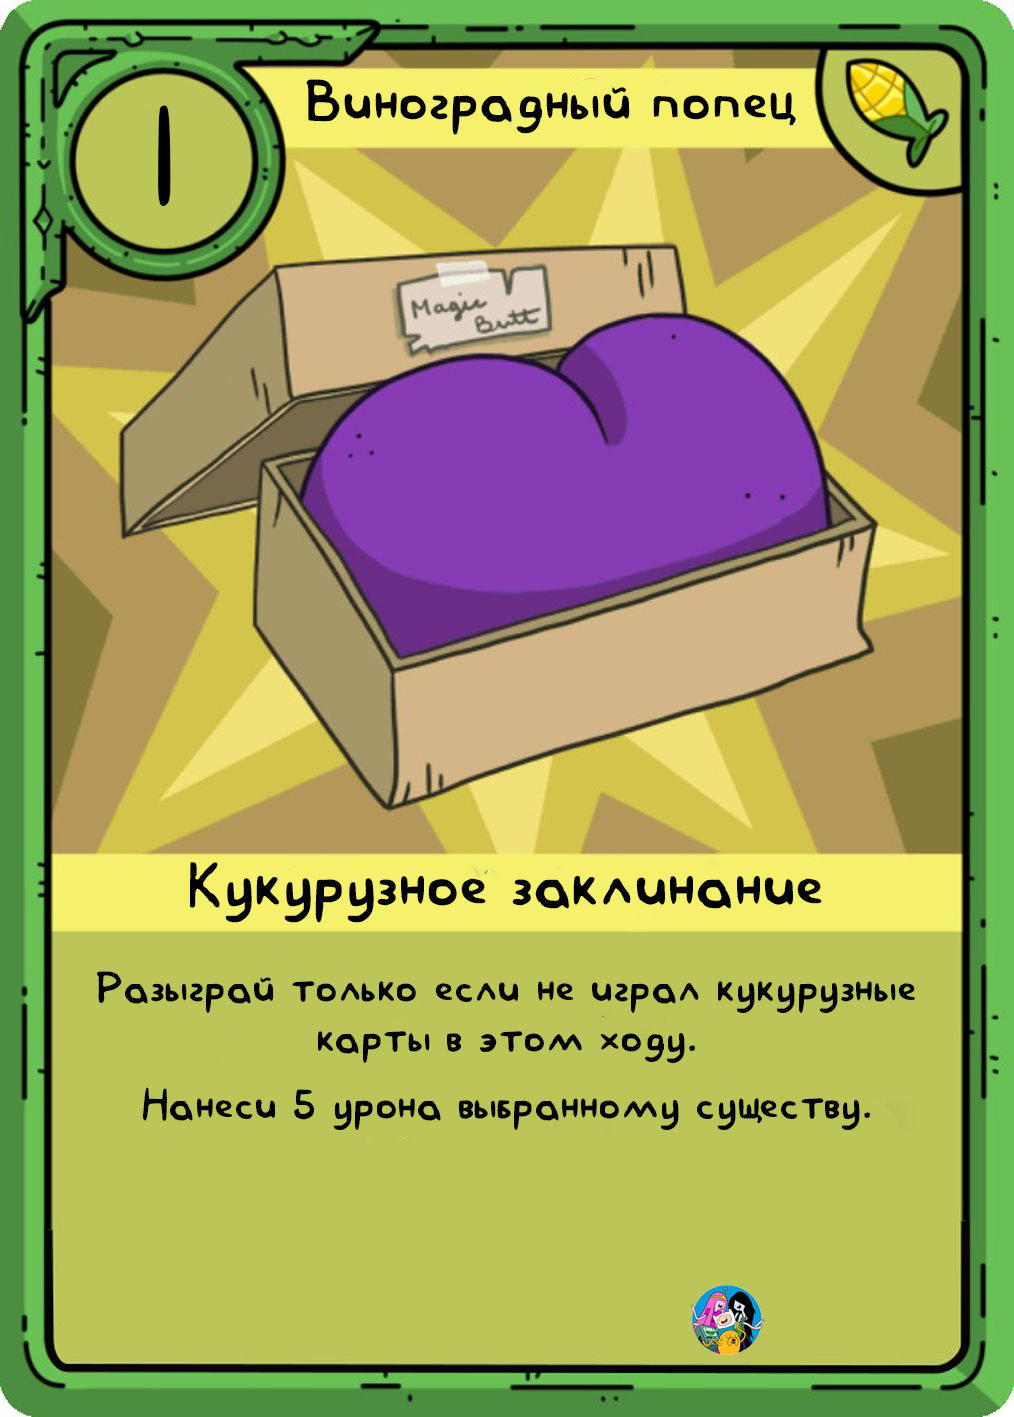 1
Виноградный попец
Magic
Butt
Кукурузное заклинание
Разыграй только если не играл кукурузные
карты в этом ходу.
Нанеси 5 урона выбранному существу.